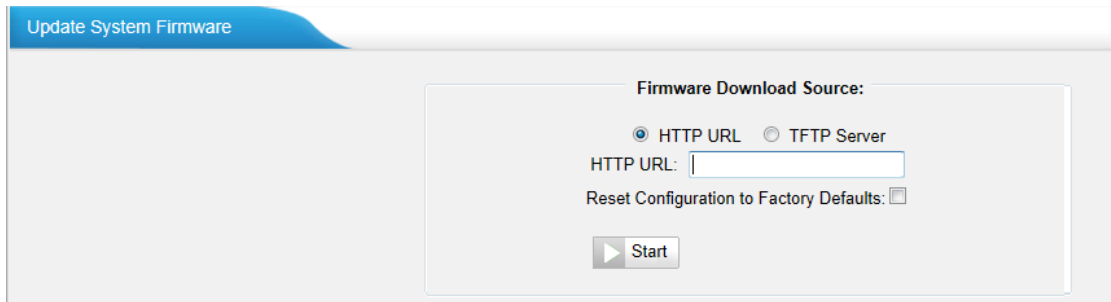 Update System Firmware
Firmware Download Source:
HTTP URL TFTP Server
HTTP URL:
Reset Configuration to Factory Defaults:
Start